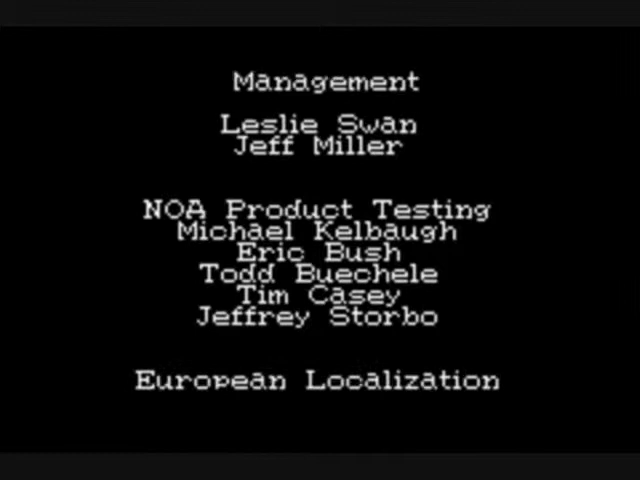 Management
Leslie Swan
Jeff Miller
NOA Product Testing
Michael Kelbaugh
Eric Bush
Todd Buechele
Tim Casey
Jeffrey Storbo
European Localization